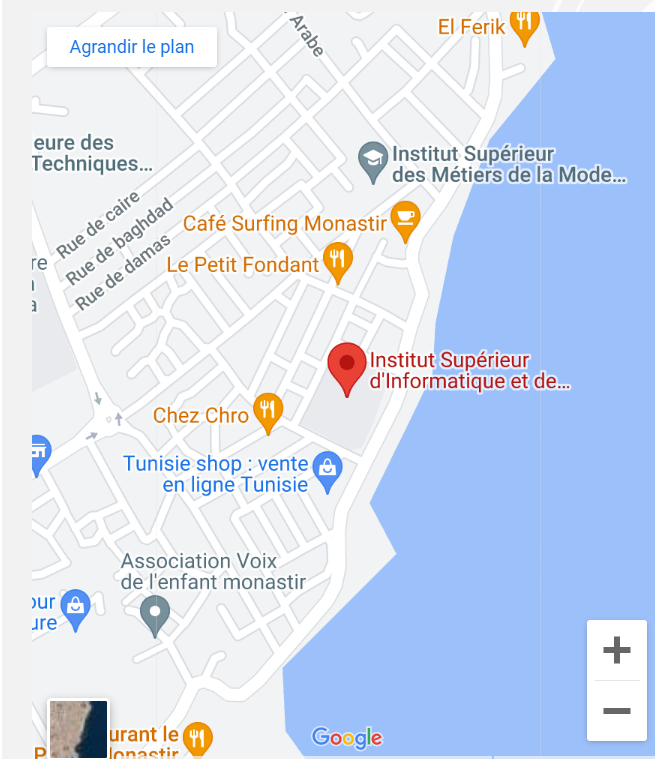 Agrandir le plan
Arabe
El Ferik
eure des
Techniques...
Institut Supérieur
des Métiers de la Mode...
Rue de caire
Rue de baghdad
Rue de damas
Café Surfing Monastir
Le Petit Fondant
re
a
Institut Supérieur
d'Informatique et de...
Chez Chro
Tunisie shop : vente
en ligne Tunisie
Association Voix
de l'enfant monastir
our
ure
urant le
P onastir
Google